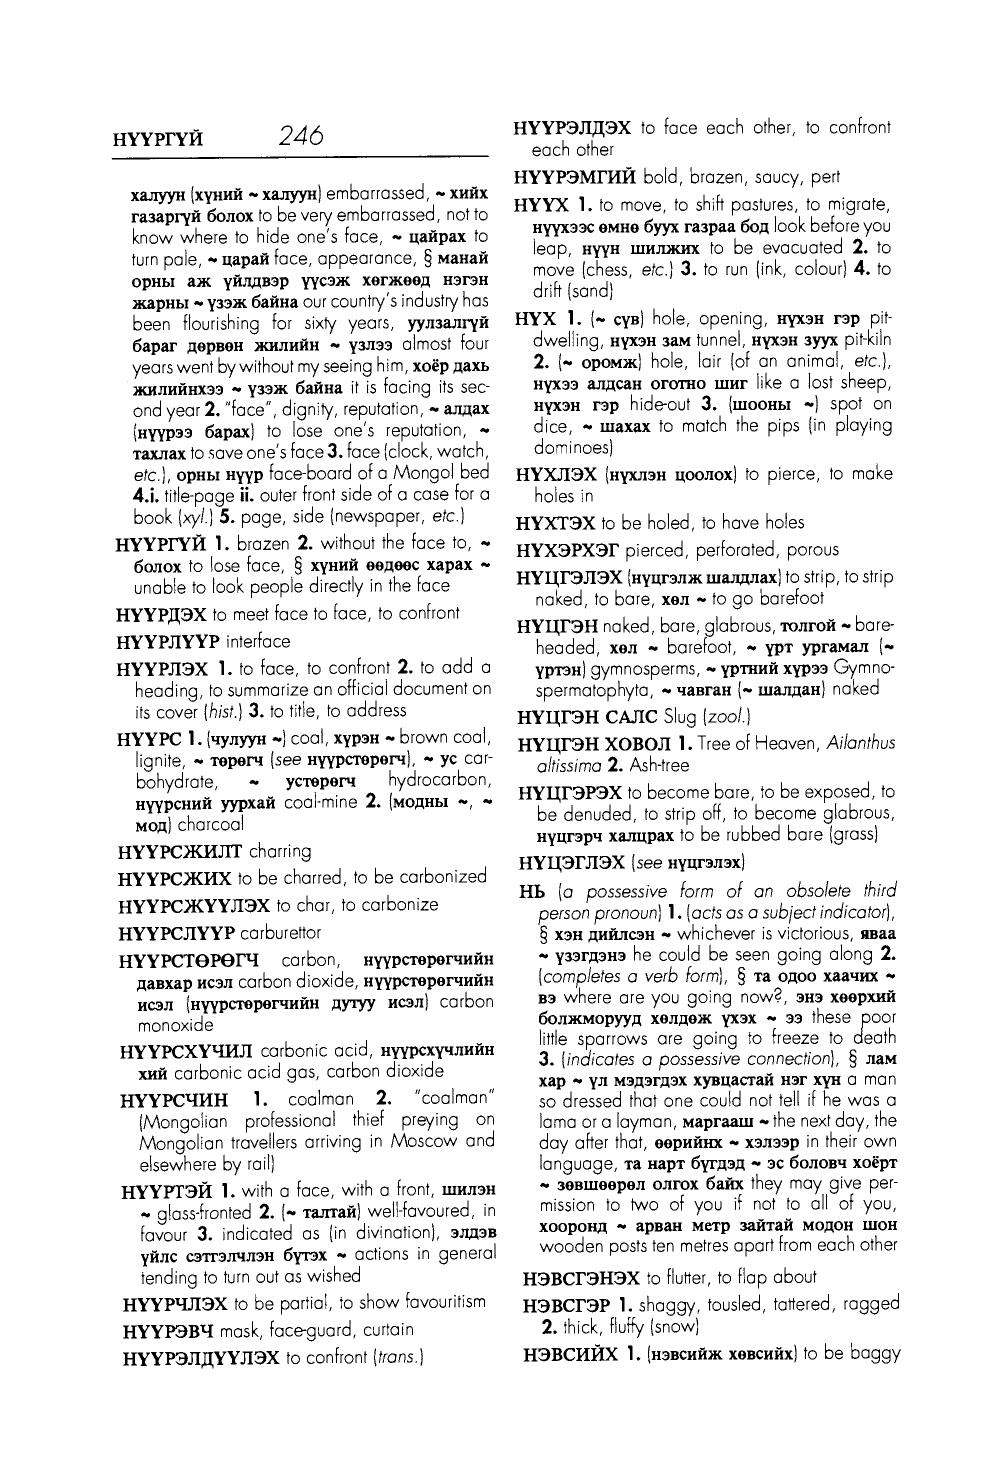 НҮҮРГҮЙ 246
халуун (хүний ~ халуун) embarrassed, ~ хийх
газаргүй болох to be very embarrassed, not to
know where to hide one's face, ~ цайрах to
turn pale, ~ царай face, appearance, § манай
орны аж үйлдвэр үүсэж хөгжөөд нэгэн
жарны ~ үзэж байна our country's industry has
been flourishing for sixty years, уулзалгүй
бараг дөрвөн жилийн ~ үзлээ almost four
years went by without my seeing him, хоёр дахь
жилийнхээ ~ үзэж байна it is facing its sec-
ond year 2. "face", dignity, reputation, ~ алдах
(нүүрээ барах) to lose one's reputation, ~
тахлах to save one's face 3. face (clock, watch,
etc.), орны нүүр face-board of a Mongol bed
4.i. title-page ii. outer front side of a case for a
book (xyl.) 5. page, side (newspaper, etc.)
НҮҮРГҮЙ 1. brazen 2. without the face to, ~
болох to lose face, § хүний өөдөөс харах ~
unable to look people directly in the face
НҮҮРДЭХ to meet face to face, to confront
НҮҮРЛҮҮР interface
НҮҮРЛЭХ 1. to face, to confront 2. to add a
heading, to summarize an official document on
its cover (hist.) 3. to title, to address
НҮҮРС 1. (чулуун ~) coal, хүрэн ~ brown coal,
lignite, ~ төрөгч (see нүүрстөрөгч), ~ ус car-
bohydrate, ~ устөрөгч hydrocarbon,
нүүрсний уурхай coal-mine 2. (модны ~, ~
мод) charcoal
НҮҮРСЖИЛТ charring
НҮҮРСЖИХ to be charred, to be carbonized
НҮҮРСЖҮҮЛЭХ to char, to carbonize
НҮҮРСЛҮҮР carburettor
НҮҮРСТӨРӨГЧ carbon, нүүрстөрөгчийн
давхар исэл carbon dioxide, нүүрстөрөгчийн
исэл (нүүрстөрөгчийн дутуу исэл) carbon
monoxide
НҮҮРСХҮЧИЛ carbonic acid, нүүрсхүчлийн
хий carbonic acid gas, carbon dioxide
НҮҮРСЧИН 1. coalman 2. "coalman"
(Mongolian professional thief preying on
Mongolian travellers arriving in Moscow and
elsewhere by rail)
НҮҮРТЭЙ 1. with a face, with a front, шилэн
~ glass-fronted 2. (~ талтай) well-favoured, in
favour 3. indicated as (in divination), элдэв
үйлс сэтгэлчлэн бүтэх ~ actions in general
tending to turn out as wished
НҮҮРЧЛЭХ to be partial, to show favouritism
НҮҮРЭВЧ mask, face-guard, curtain
НҮҮРЭЛДҮҮЛЭХ to confront (trans.)
НҮҮРЭЛДЭХ to face each other, to confront
each other
НҮҮРЭМГИЙ bold, brazen, saucy, pert
НҮҮХ 1. to move, to shift pastures, to migrate,
нүүхээс өмнө буух газраа бод look before you
leap, нүүн шилжих to be evacuated 2. to
move (chess, etc.) 3. to run (ink, colour) 4. to
drift (sand)
НҮХ 1. (~ сүв) hole, opening, нүхэн гэр pit-
dwelling, нүхэн зам tunnel, нүхэн зуух pit-kiln
2. (~ оромж) hole, lair (of an animal, etc.),
нүхээ алдсан оготно шиг like a lost sheep,
нүхэн гэр hide-out 3. (шооны ~) spot on
dice, ~ шахах to match the pips (in playing
dominoes)
НҮХЛЭХ (нүхлэн цоолох) to pierce, to make
holes in
НҮХТЭХ to be holed, to have holes
НҮХЭРХЭГ pierced, perforated, porous
НҮЦГЭЛЭХ (нүцгэлж шалдлах) to strip, to strip
naked, to bare, хөл ~ to go barefoot
НҮЦГЭН naked, bare, glabrous, толгой ~ bare-
headed, хөл ~ barefoot, ~ үрт ургамал (~
үртэн) gymnosperms, ~ үртний хүрээ Gymno-
spermatophyta, ~ чавган (~ шалдан) naked
НҮЦГЭН САЛС Slug (zool.)
НҮЦГЭН ХОВОЛ 1. Tree of Heaven, Ailanthus
altissima 2. Ash-tree
НҮЦГЭРЭХ to become bare, to be exposed, to
be denuded, to strip off, to become glabrous,
нүцгэрч халцрах to be rubbed bare (grass)
НҮЦЭГЛЭХ (see нүцгэлэх)
НЬ (a possessive form of an obsolete third
person pronoun) 1. (acts as a subject indicator),
§ хэн дийлсэн ~ whichever is victorious, яваа
~ үзэгдэнэ he could be seen going along 2.
(completes a verb form), § та одоо хаачих ~
вэ where are you going now?, энэ хөөрхий
болжморууд хөлдөж үхэх ~ ээ these poor
little sparrows are going to freeze to death
3. (indicates a possessive connection), § лам
хар ~ үл мэдэгдэх хувцастай нэг хүн a man
so dressed that one could not tell if he was a
lama or a layman, маргааш ~ the next day, the
day after that, өөрийнх ~ хэлээр in their own
language, та нарт бүгдэд ~ эс боловч хоёрт
~ зөвшөөрөл олгох байх they may give per-
mission to two of you if not to all of you,
хооронд ~ арван метр зайтай модон шон
wooden posts ten metres apart from each other
НЭВСГЭНЭХ to flutter, to flap about
НЭВСГЭР 1. shaggy, tousled, tattered, ragged
2. thick, fluffy (snow)
НЭВСИЙХ 1. (нэвсийж хөвсийх) to be baggy